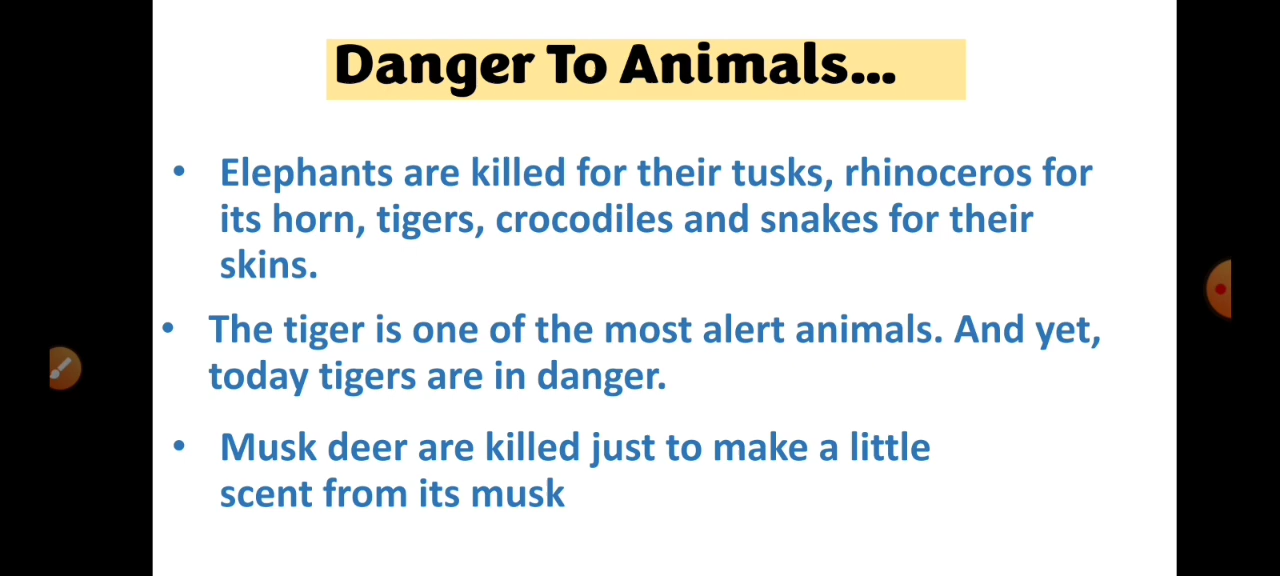 Danger To Animals...
• Elephants are killed for their tusks, rhinoceros for
its horn, tigers, crocodiles and snakes for their
skins.
• The tiger is one of the most alert animals. And yet,
today tigers are in danger.
• Musk deer are killed just to make a little
scent from its musk